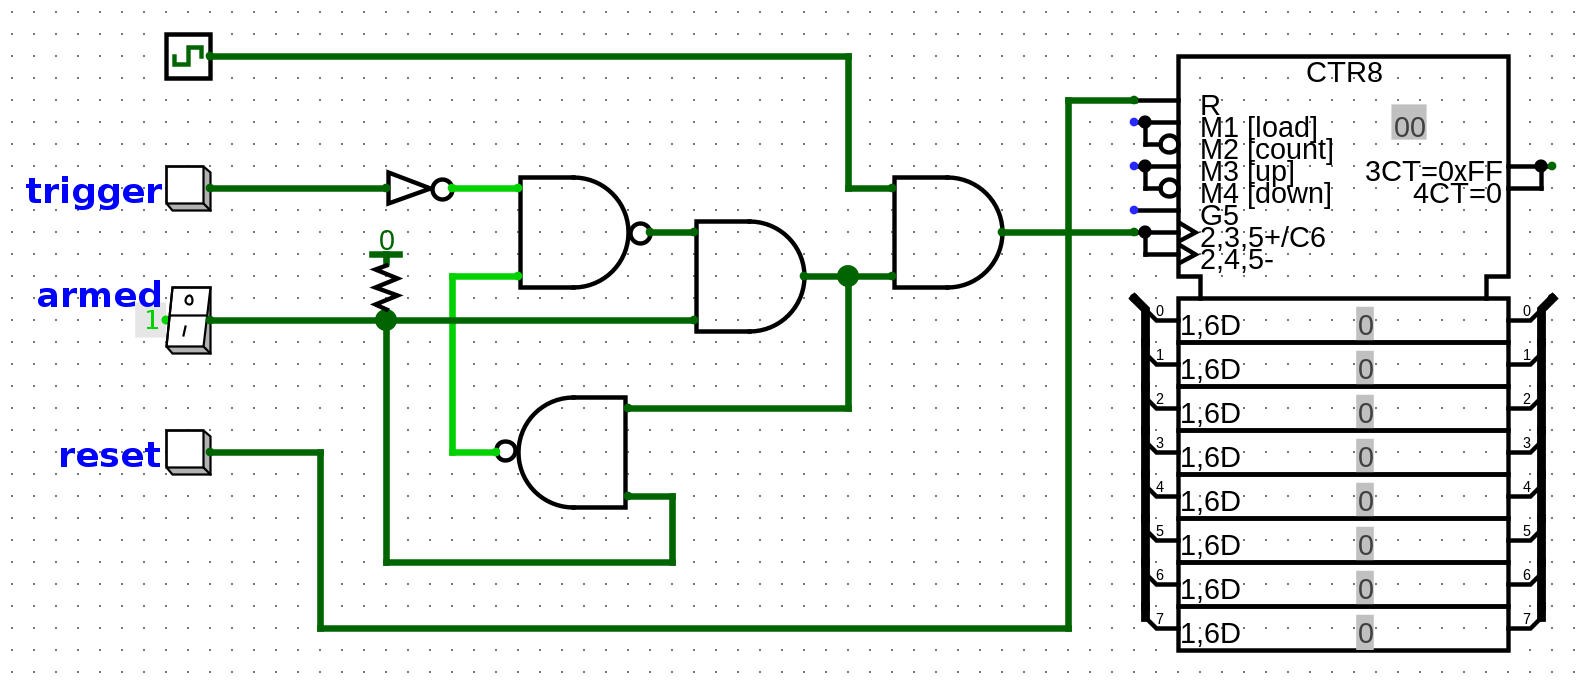 CTR8
R
M1 [load]
00
M2 [count]
M3 [up]
3CT=0xFF
M4 [down]
4CT=0
G5
2,3,5+/C6
2,4,5-
trigger
0
armed
0
1
1
reset
0
1,6D
0
0
1
1,6D
0
1
2
1,6D
0
2
3
1,6D
0
3
4
1,6D
0
4
5
1,6D
0
5
6
1,6D
0
6
7
1,6D
0
7